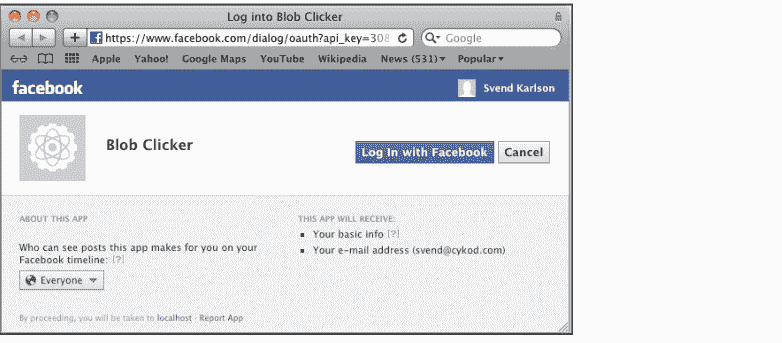 Log into Blob Clicker
https://www.facebook.com/dialog/oauth?api_key=308
Google
Apple Yahoo! Google Maps YouTube Wikipedia News (531) Popular
facebook
Svend Karlson
Blob Clicker
Log In with Facebook
Cancel
ABOUT THIS APP
Who can see posts this app makes for you on your
Facebook timeline: [?]
Everyone
THIS APP WILL RECEIVE:
Your basic info [?]
Your e-mail address (svend@cykod.com)
By proceeding, you will be taken to localhost · Report App